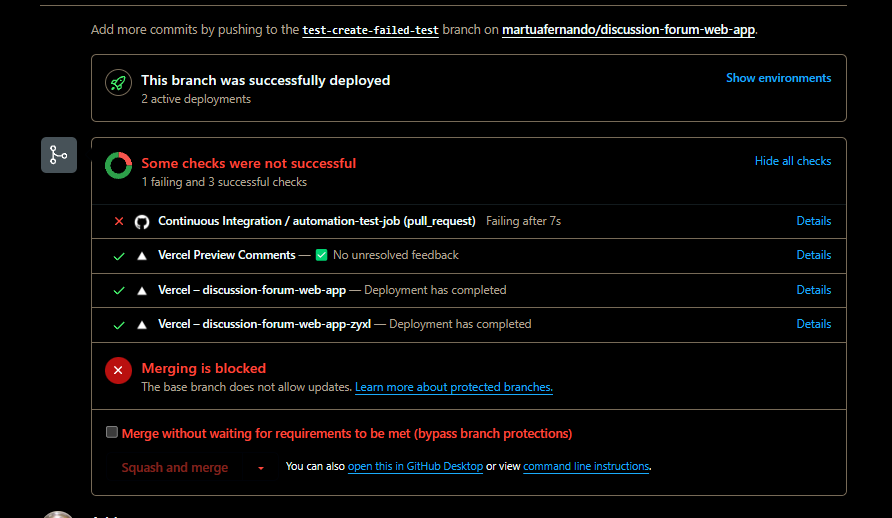 Add more commits by pushing to the test-create-failed-test branch on martuafernando/discussion-forum-web-app.
This branch was successfully deployed
Show environments
2 active deployments
Some checks were not successful
Hide all checks
1 failing and 3 successful checks
Continuous Integration / automation-test-job (pull_request) Failing after 7s Details
Vercel Preview Comments — ✅ No unresolved feedback Details
Vercel – discussion-forum-web-app — Deployment has completed Details
Vercel – discussion-forum-web-app-zyxl — Deployment has completed Details
Merging is blocked
The base branch does not allow updates. Learn more about protected branches.
Merge without waiting for requirements to be met (bypass branch protections)
Squash and merge
You can also open this in GitHub Desktop or view command line instructions.